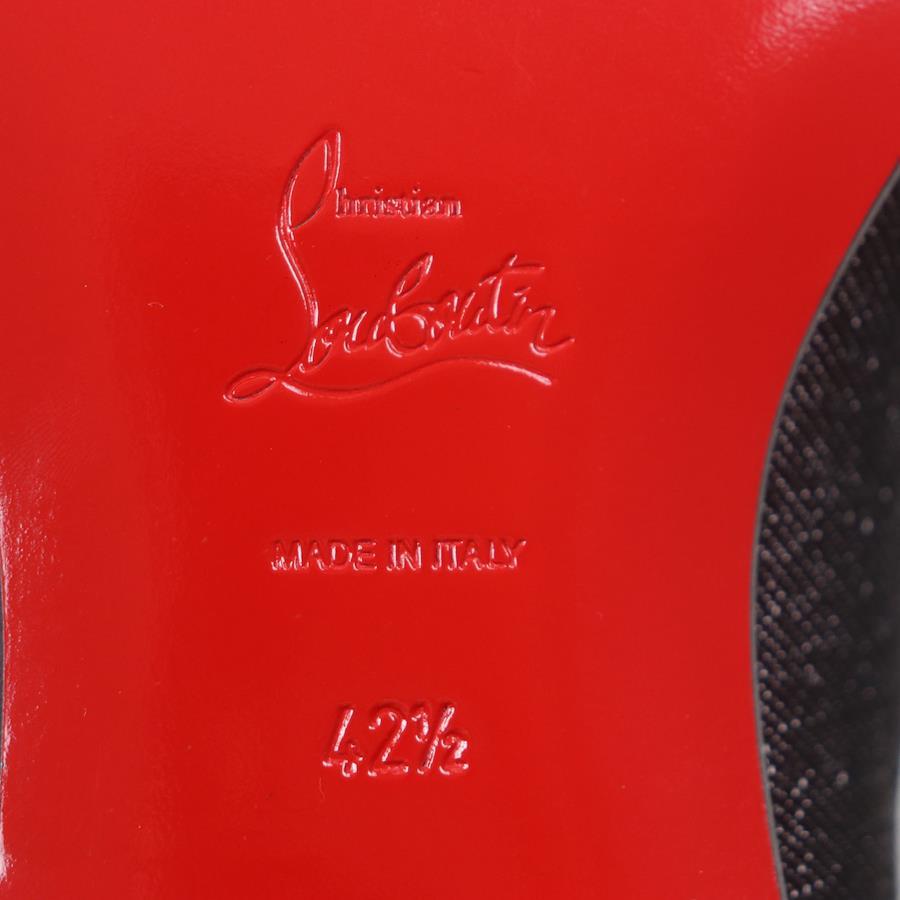 Christian
Louboutin
MADE IN ITALY
42½